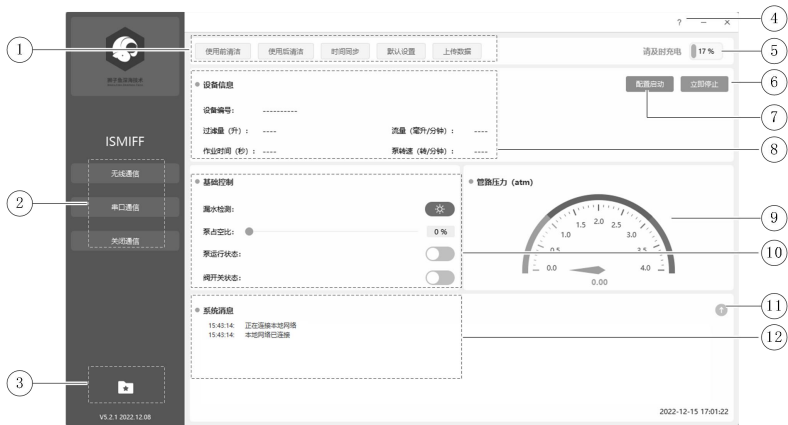 ? — ×
④
① 使用前清洁 使用后清洁 时间同步 默认设置 上传数据 请及时充电 17 % ⑤
设备信息 配置启动 立即停止 ⑥
设备编号: ----------
⑦
过滤量（升）: ---- 流量（毫升/分钟）: ----
作业时间（秒）: ---- 泵转速（转/分钟）: ---- ⑧
ISMIFF
无线通信
② 串口通信
关闭通信
基础控制
漏水检测:
泵占空比: 0 %
泵运行状态: ⑩
阀开关状态:
管路压力（atm）
0.0 0.5 1.0 1.5 2.0 2.5 3.0 3.5 4.0 ⑨
0.00
系统消息 ⑪
15:43:14: 正在连接本地网络
15:43:14: 本地网络已连接 ⑫
③
V5.2.1 2022.12.08
2022-12-15 17:01:22